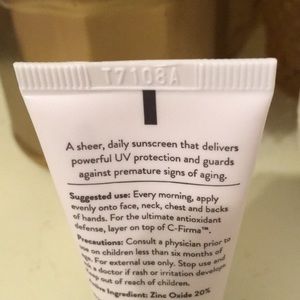 T7108A
A sheer, daily sunscreen that delivers
powerful UV protection and guards
against premature signs of aging.
Suggested use: Every morning, apply
evenly onto face, neck, chest and backs
of hands. For the ultimate antioxidant
defense, layer on top of C-Firma™.
Precautions: Consult a physician prior to
use on children less than six months of
age. For external use only. Stop use and
a doctor if rash or irritation develops.
out of reach of children.
Ingredient: Zinc Oxide 20%